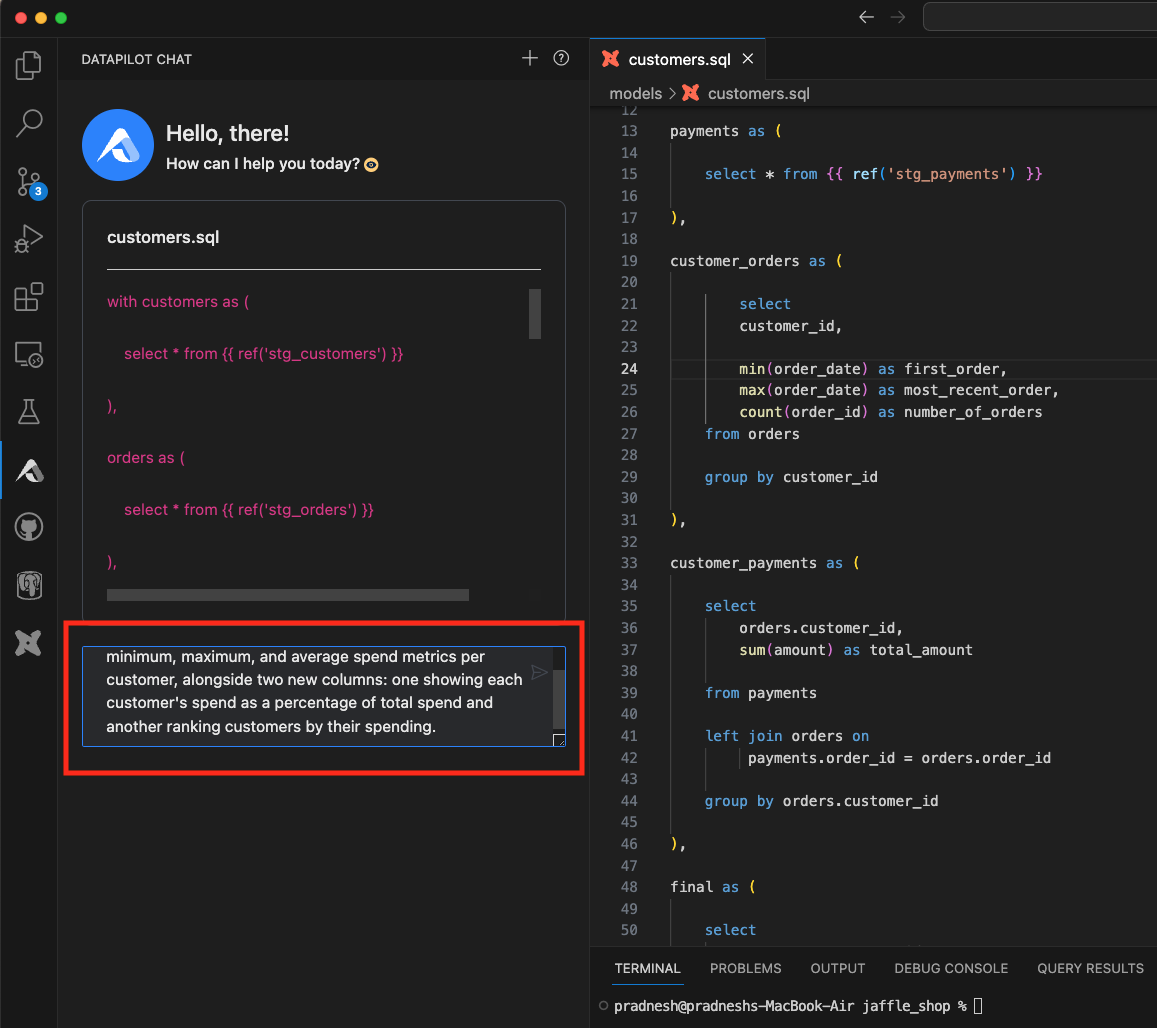 DATAPILOT CHAT
Hello, there!
How can I help you today?
customers.sql
with customers as (
select * from {{ ref('stg_customers') }}
),
orders as (
select * from {{ ref('stg_orders') }}
),
minimum, maximum, and average spend metrics per
customer, alongside two new columns: one showing each
customer's spend as a percentage of total spend and
another ranking customers by their spending.
3
customers.sql
models > customers.sql
12
13 payments as (
14
15 select * from {{ ref('stg_payments') }}
16
17 ),
18
19 customer_orders as (
20
21 select
22 customer_id,
23
24 min(order_date) as first_order,
25 max(order_date) as most_recent_order,
26 count(order_id) as number_of_orders
27 from orders
28
29 group by customer_id
30
31 ),
32
33 customer_payments as (
34
35 select
36 orders.customer_id,
37 sum(amount) as total_amount
38
39 from payments
40
41 left join orders on
42 payments.order_id = orders.order_id
43
44 group by orders.customer_id
45
46 ),
47
48 final as (
49
50 select
TERMINAL PROBLEMS OUTPUT DEBUG CONSOLE QUERY RESULTS
pradnesh@pradneshs-MacBook-Air jaffle_shop %